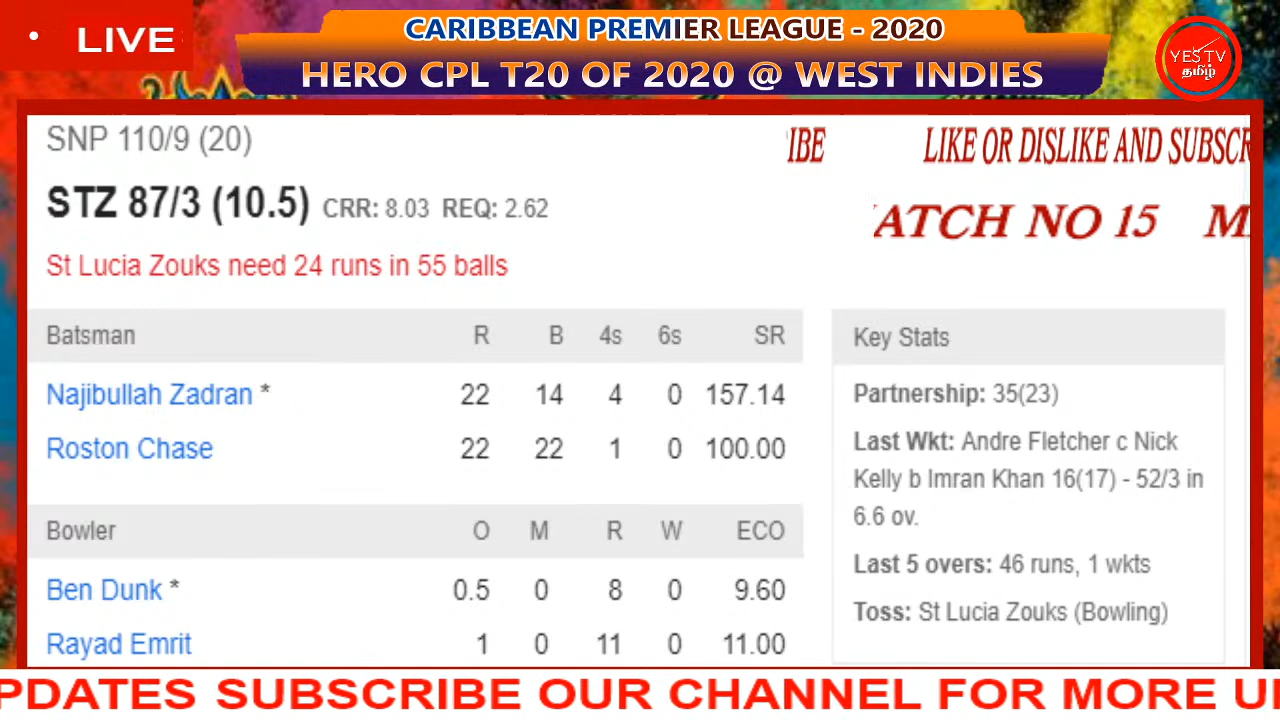 LIVE
CARIBBEAN PREMIER LEAGUE - 2020
HERO CPL T20 OF 2020 @ WEST INDIES
YES TV
தமிழ்
SNP 110/9 (20)
IBE LIKE OR DISLIKE AND SUBSCR
STZ 87/3 (10.5) CRR: 8.03 REQ: 2.62
ATCH NO 15 M
St Lucia Zouks need 24 runs in 55 balls
Batsman R B 4s 6s SR
Najibullah Zadran * 22 14 4 0 157.14
Roston Chase 22 22 1 0 100.00
Bowler O M R W ECO
Ben Dunk * 0.5 0 8 0 9.60
Rayad Emrit 1 0 11 0 11.00
Key Stats
Partnership: 35(23)
Last Wkt: Andre Fletcher c Nick
Kelly b Imran Khan 16(17) - 52/3 in
6.6 ov.
Last 5 overs: 46 runs, 1 wkts
Toss: St Lucia Zouks (Bowling)
PDATES SUBSCRIBE OUR CHANNEL FOR MORE U